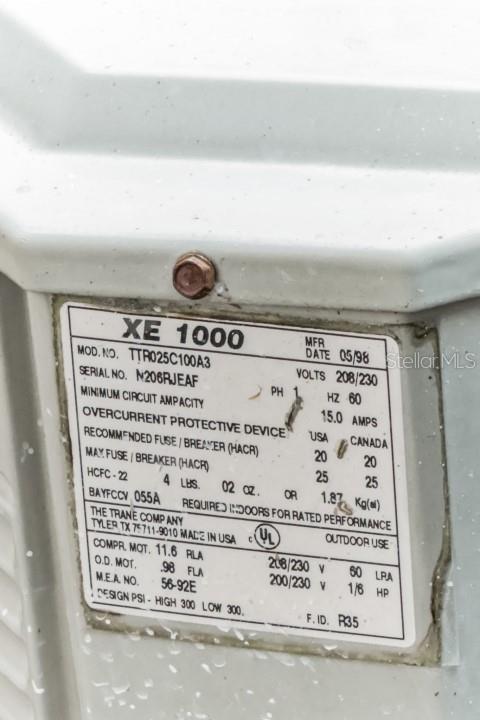 XE 1000
MFR
DATE 05/98
MOD. NO. TTR025C100A3
VOLTS 208/230
SERIAL NO. N206RJEAF
PH 1 HZ 60
MINIMUM CIRCUIT AMPACITY 15.0 AMPS
OVERCURRENT PROTECTIVE DEVICE USA CANADA
RECOMMENDED FUSE / BREAKER (HACR) 20 20
MAX FUSE / BREAKER (HACR) 25 25
HCFC - 22 4 LBS. 02 OZ. OR 1.87 Kg(s)
BAYFCCV 055A REQUIRED INDOORS FOR RATED PERFORMANCE
THE TRANE COMPANY
TYLER TX 75711-9010 MADE IN USA C UL OUTDOOR USE
COMPR. MOT. 11.6 RLA 208/230 V 60 LRA
O.D. MOT. .98 FLA 200/230 V 1/6 HP
M.E.A. NO. 56-92E
DESIGN PSI - HIGH 300 LOW 300. F. ID. R35
Stellar MLS